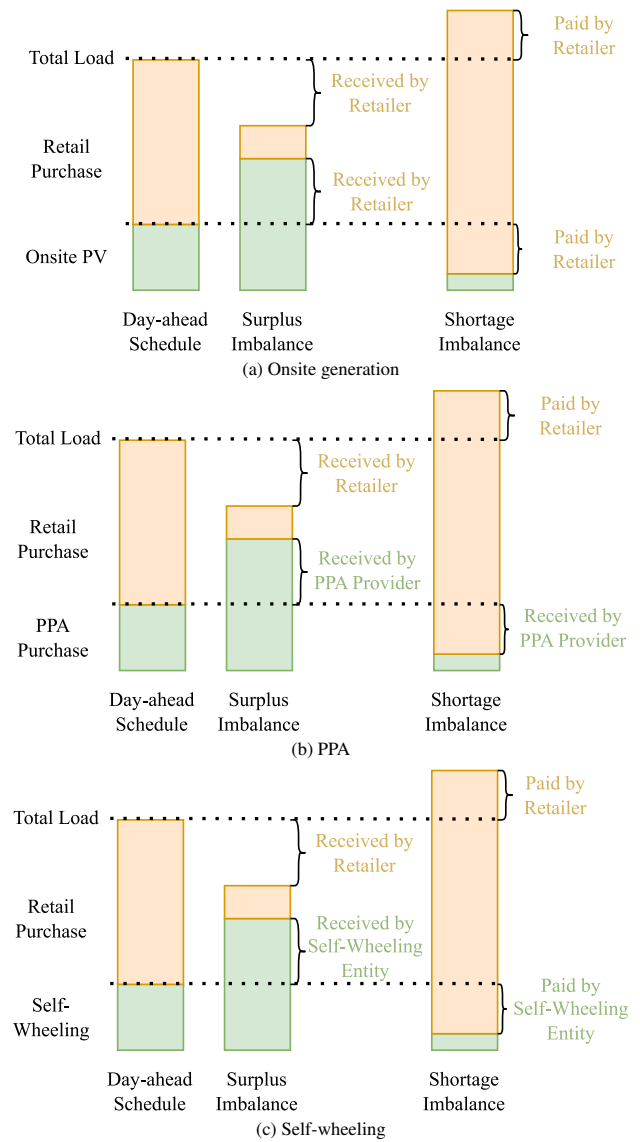 Paid by
Retailer
Total Load
Received by
Retailer
Retail
Purchase
Received by
Retailer
Onsite PV
Paid by
Retailer
Day-ahead
Schedule
Surplus
Imbalance
Shortage
Imbalance
(a) Onsite generation
Paid by
Retailer
Total Load
Received by
Retailer
Retail
Purchase
Received by
PPA Provider
PPA
Purchase
Received by
PPA Provider
Day-ahead
Schedule
Surplus
Imbalance
Shortage
Imbalance
(b) PPA
Paid by
Retailer
Total Load
Received by
Retailer
Retail
Purchase
Received by
Self-Wheeling
Entity
Self-
Wheeling
Paid by
Self-Wheeling
Entity
Day-ahead
Schedule
Surplus
Imbalance
Shortage
Imbalance
(c) Self-wheeling